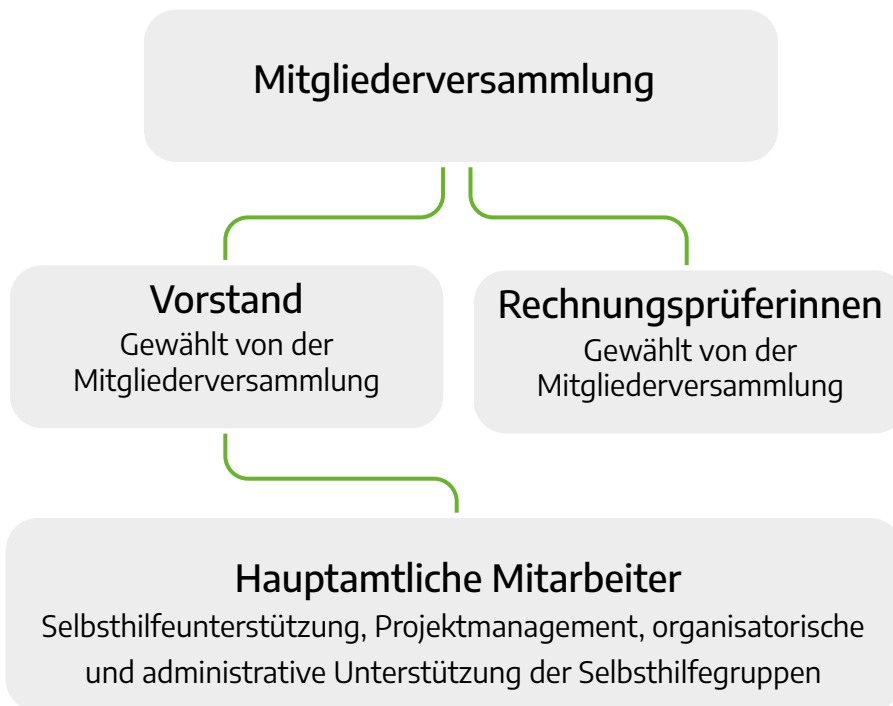 Mitgliederversammlung
Vorstand
Gewählt von der
Mitgliederversammlung
Rechnungsprüferinnen
Gewählt von der
Mitgliederversammlung
Hauptamtliche Mitarbeiter
Selbsthilfeunterstützung, Projektmanagement, organisatorische
und administrative Unterstützung der Selbsthilfegruppen